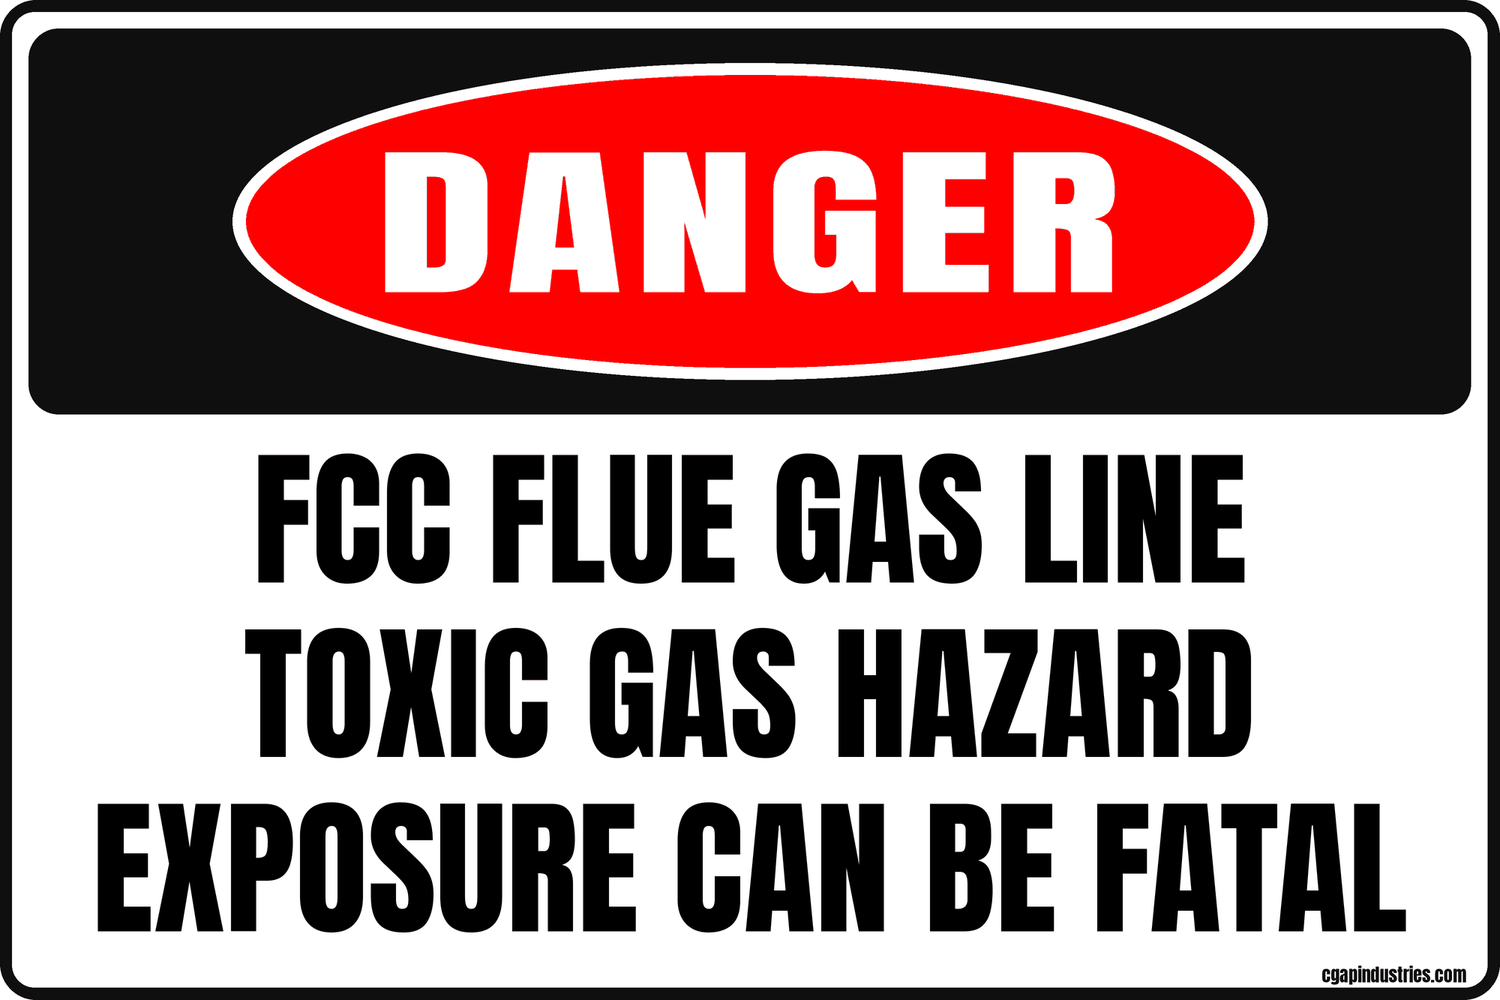 DANGER
FCC FLUE GAS LINE
TOXIC GAS HAZARD
EXPOSURE CAN BE FATAL
cgapindustries.com